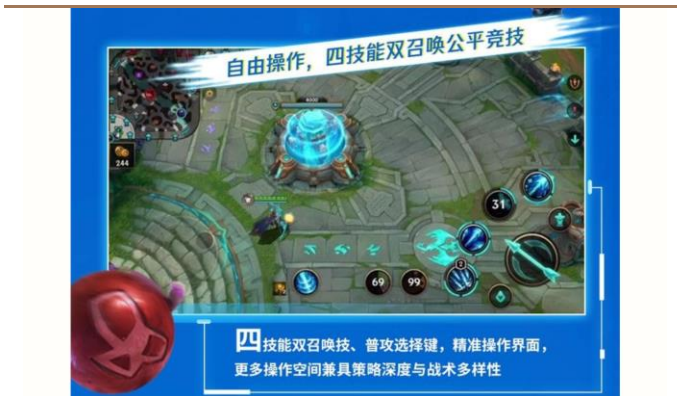 自由操作，四技能双召唤公平竞技
244
31
2
69
99
四技能双召唤技、普攻选择键，精准操作界面，
更多操作空间兼具策略深度与战术多样性